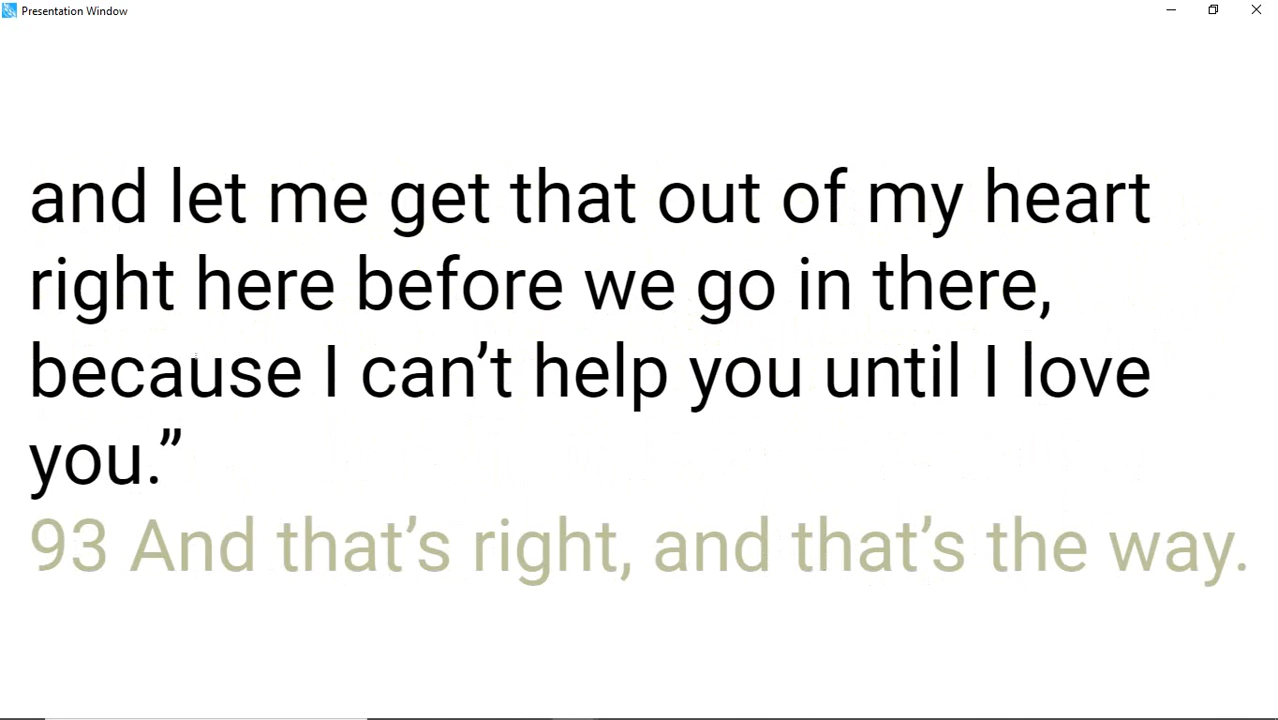 Presentation Window
and let me get that out of my heart
right here before we go in there,
because I can’t help you until I love
you.”
93 And that’s right, and that’s the way.